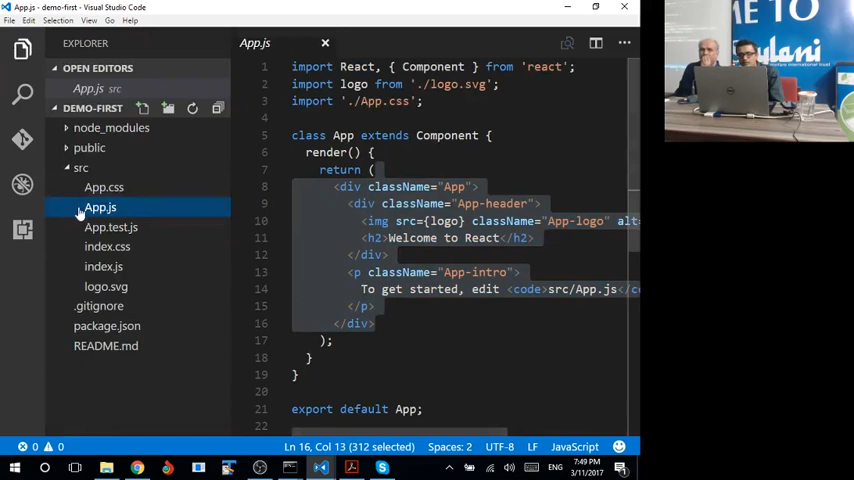 App.js - demo-first - Visual Studio Code
File Edit Selection View Go Help
EXPLORER
OPEN EDITORS
App.js src
DEMO-FIRST
node_modules
public
src
App.css
App.js
App.test.js
index.css
index.js
logo.svg
.gitignore
package.json
README.md
App.js
1 import React, { Component } from 'react';
2 import logo from './logo.svg';
3 import './App.css';
4
5 class App extends Component {
6 render() {
7 return (
8 <div className="App">
9 <div className="App-header">
10 <img src={logo} className="App-logo" alt=
11 <h2>Welcome to React</h2>
12 </div>
13 <p className="App-intro">
14 To get started, edit <code>src/App.js</c
15 </p>
16 </div>
17 );
18 }
19 }
20
21 export default App;
22
0 0
Ln 16, Col 13 (312 selected) Spaces: 2 UTF-8 LF JavaScript
ENG
7:49 PM
3/11/2017
ME TO
DELL